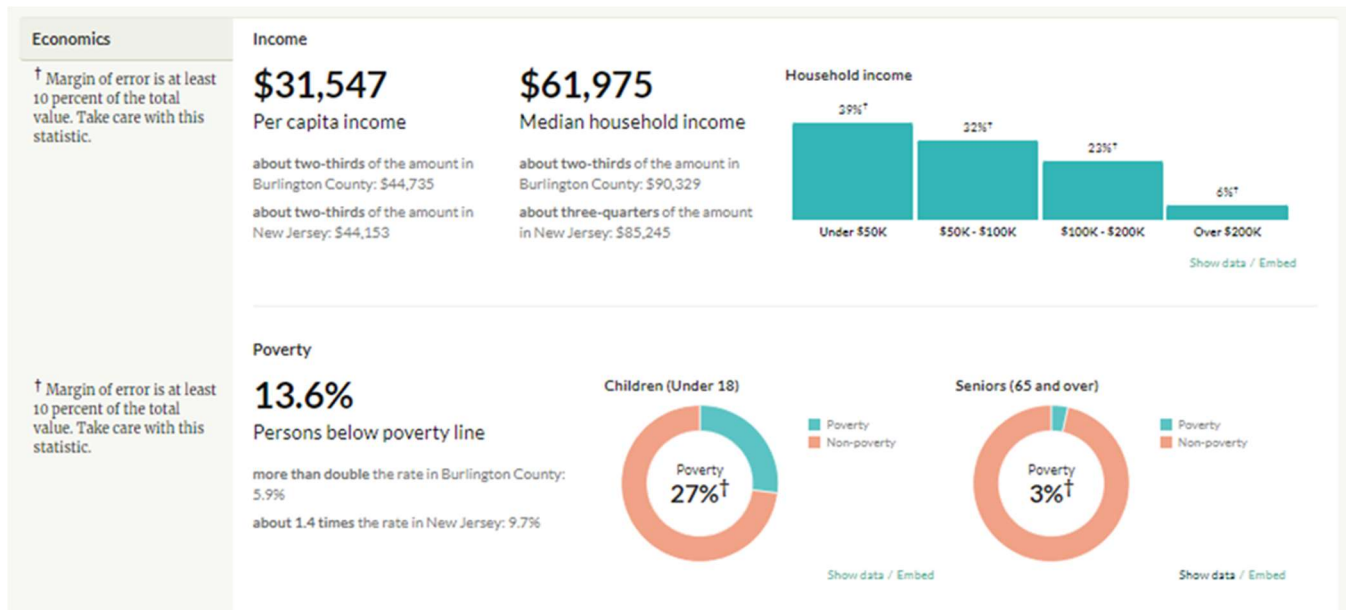 Economics
† Margin of error is at least
10 percent of the total
value. Take care with this
statistic.
Income
$31,547
Per capita income
about two-thirds of the amount in
Burlington County: $44,735
about two-thirds of the amount in
New Jersey: $44,153
$61,975
Median household income
about two-thirds of the amount in
Burlington County: $90,329
about three-quarters of the amount
in New Jersey: $85,245
Household income
39%†
32%†
23%†
6%†
Under $50K
$50K - $100K
$100K - $200K
Over $200K
Show data / Embed
† Margin of error is at least
10 percent of the total
value. Take care with this
statistic.
Poverty
13.6%
Persons below poverty line
more than double the rate in Burlington County:
5.9%
about 1.4 times the rate in New Jersey: 9.7%
Children (Under 18)
Poverty
27%†
Poverty
Non-poverty
Show data / Embed
Seniors (65 and over)
Poverty
3%†
Poverty
Non-poverty
Show data / Embed